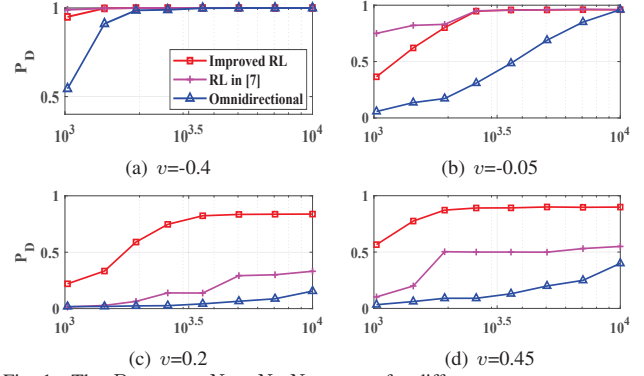 1
P_D
0.5
10^3
10^3.5
10^4
Improved RL
RL in [7]
Omnidirectional
(a) v=-0.4
1
0.5
0
10^3
10^3.5
10^4
(b) v=-0.05
1
P_D
0.5
0
10^3
10^3.5
10^4
(c) v=0.2
1
0.5
0
10^3
10^3.5
10^4
(d) v=0.45